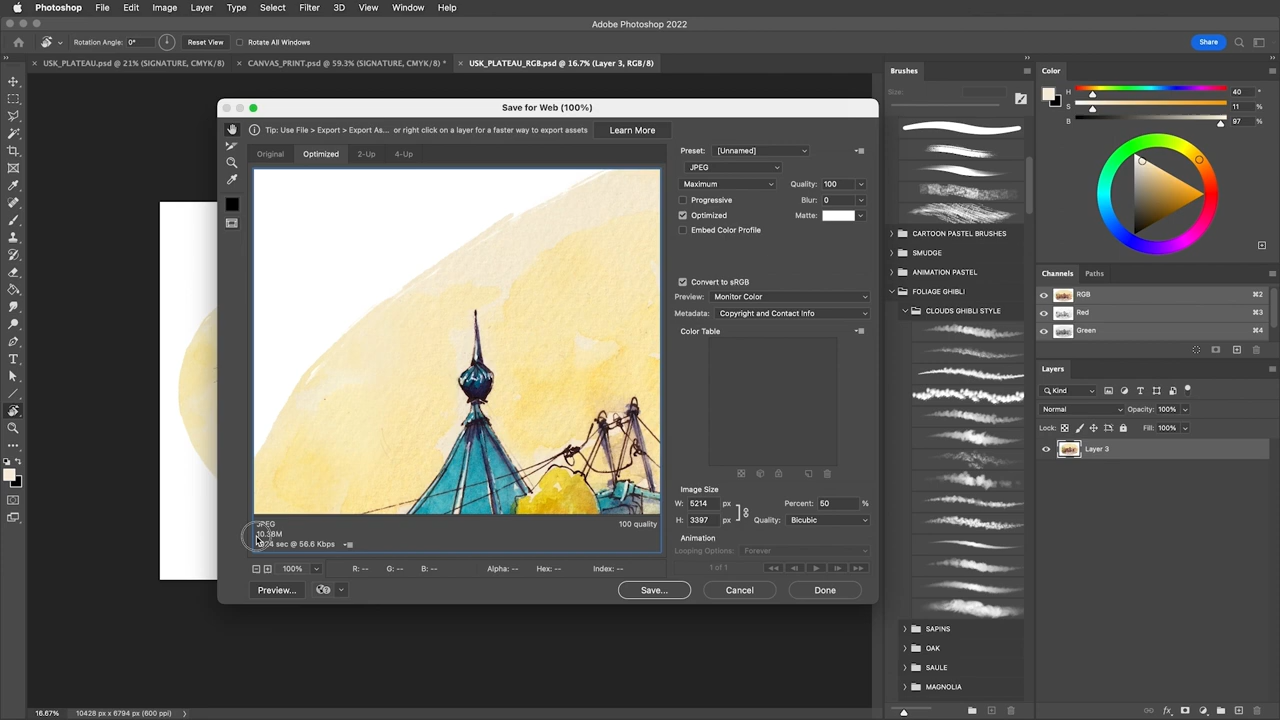 Photoshop File Edit Image Layer Type Select Filter 3D View Window Help
Adobe Photoshop 2022
Rotation Angle: 0° Reset View Rotate All Windows Share
USK_PLATEAU.psd @ 21% (SIGNATURE, CMYK/8) CANVAS_PRINT.psd @ 59.3% (SIGNATURE, CMYK/8) * USK_PLATEAU_RGB.psd @ 16.7% (Layer 3, RGB/8)
Save for Web (100%)
Tip: Use File > Export > Export As... or right click on a layer for a faster way to export assets Learn More
Original Optimized 2-Up 4-Up
Preset: [Unnamed]
JPEG
Maximum Quality: 100
Progressive Blur: 0
Optimized Matte:
Embed Color Profile
Convert to sRGB
Preview: Monitor Color
Metadata: Copyright and Contact Info
Color Table
Image Size
W: 5214 px Percent: 50 %
H: 3397 px Quality: Bicubic
Animation
Looping Options: Forever
1 of 1
JPEG 100 quality
10.38M
sec @ 56.6 Kbps
100% R: -- G: -- B: -- Alpha: -- Hex: -- Index: --
Preview... Save... Cancel Done
Brushes
Size:
CARTOON PASTEL BRUSHES
SMUDGE
ANIMATION PASTEL
FOLIAGE GHIBLI
CLOUDS GHIBLI STYLE
SAPINS
OAK
SAULE
MAGNOLIA
Color
H 40 °
S 11 %
B 97 %
Channels Paths
RGB ⌘2
Red ⌘3
Green ⌘4
Layers
Kind
Normal Opacity: 100%
Lock: Fill: 100%
Layer 3
16.67% 10428 px x 6794 px (600 ppi)